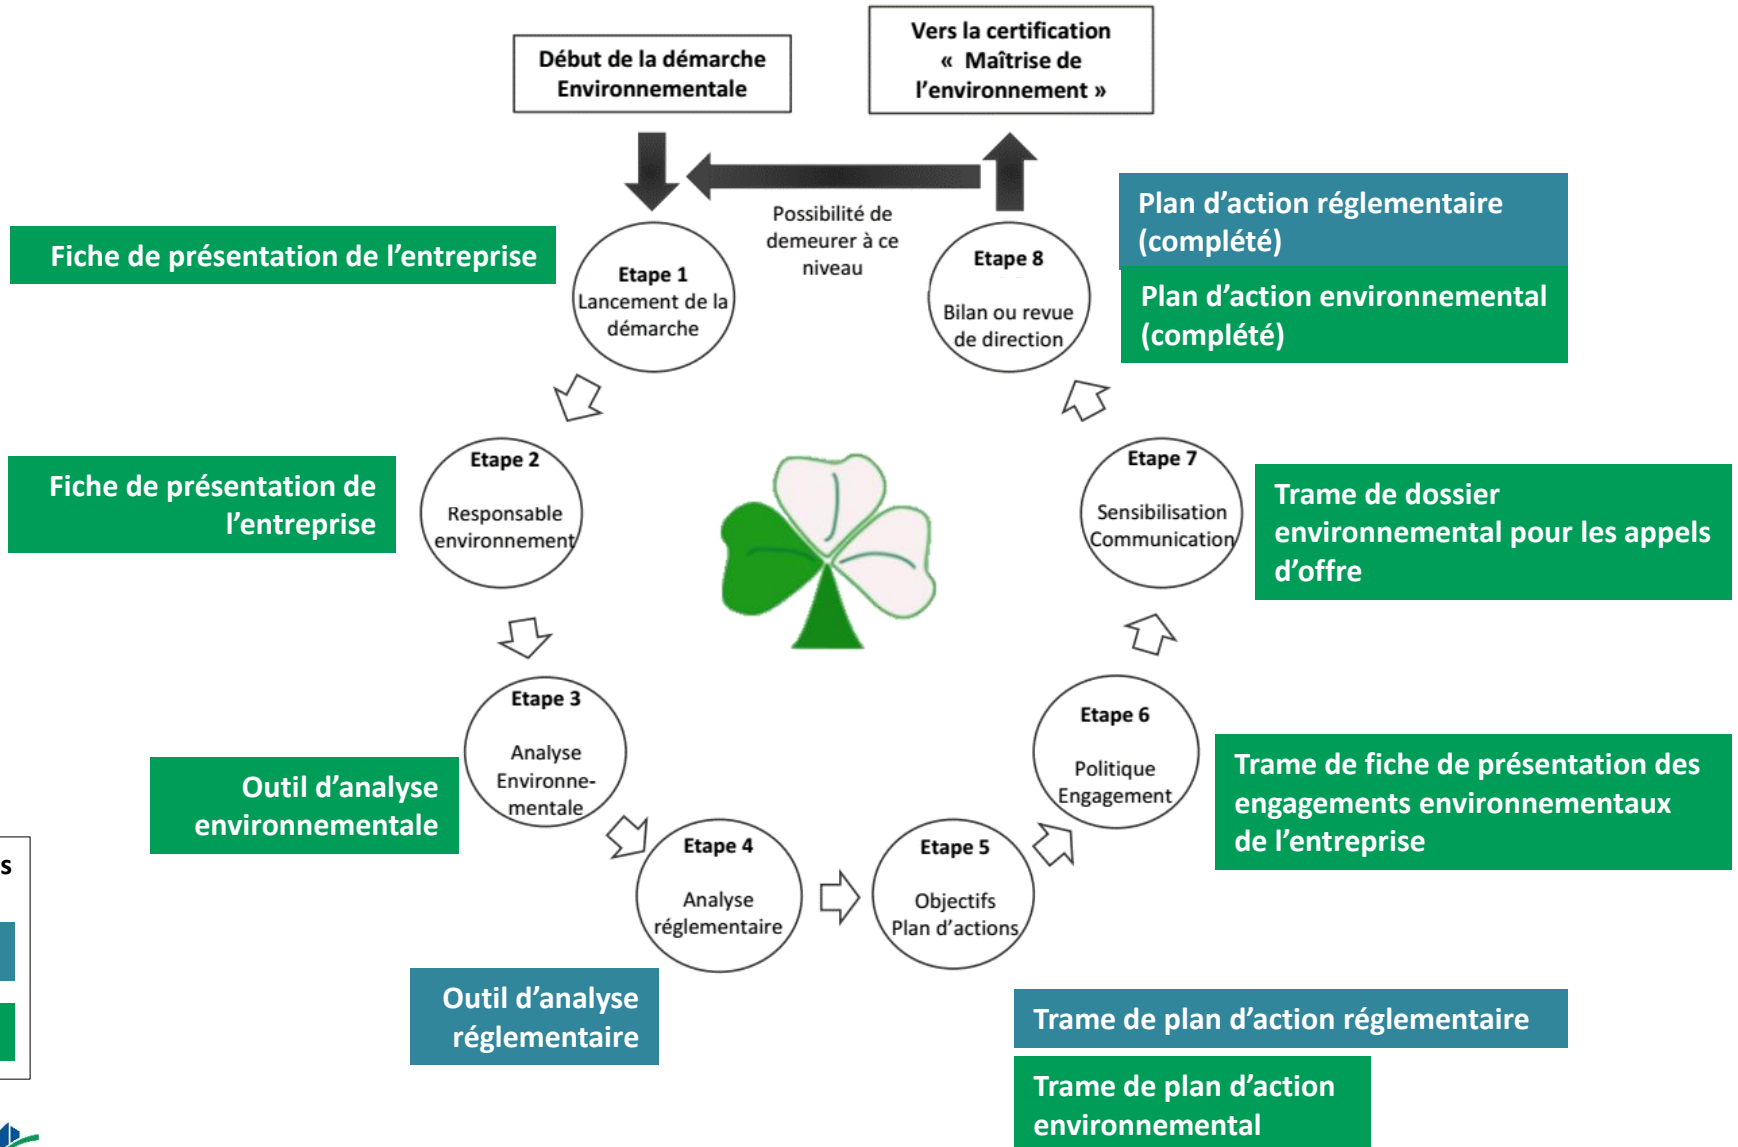 Début de la démarche
Environnementale
Vers la certification
« Maîtrise de
l’environnement »
Possibilité de
demeurer à ce
niveau
Fiche de présentation de l’entreprise
Etape 1
Lancement de la
démarche
Etape 8
Bilan ou revue
de direction
Plan d’action réglementaire
(complété)
Plan d’action environnemental
(complété)
Fiche de présentation de
l’entreprise
Etape 2
Responsable
environnement
Etape 7
Sensibilisation
Communication
Trame de dossier
environnemental pour les appels
d’offre
Outil d’analyse
environnementale
Etape 3
Analyse
Environne-
mentale
Etape 6
Politique
Engagement
Trame de fiche de présentation des
engagements environnementaux
de l’entreprise
Etape 4
Analyse
réglementaire
Etape 5
Objectifs
Plan d’actions
Outil d’analyse
réglementaire
Trame de plan d’action réglementaire
Trame de plan d’action
environnemental